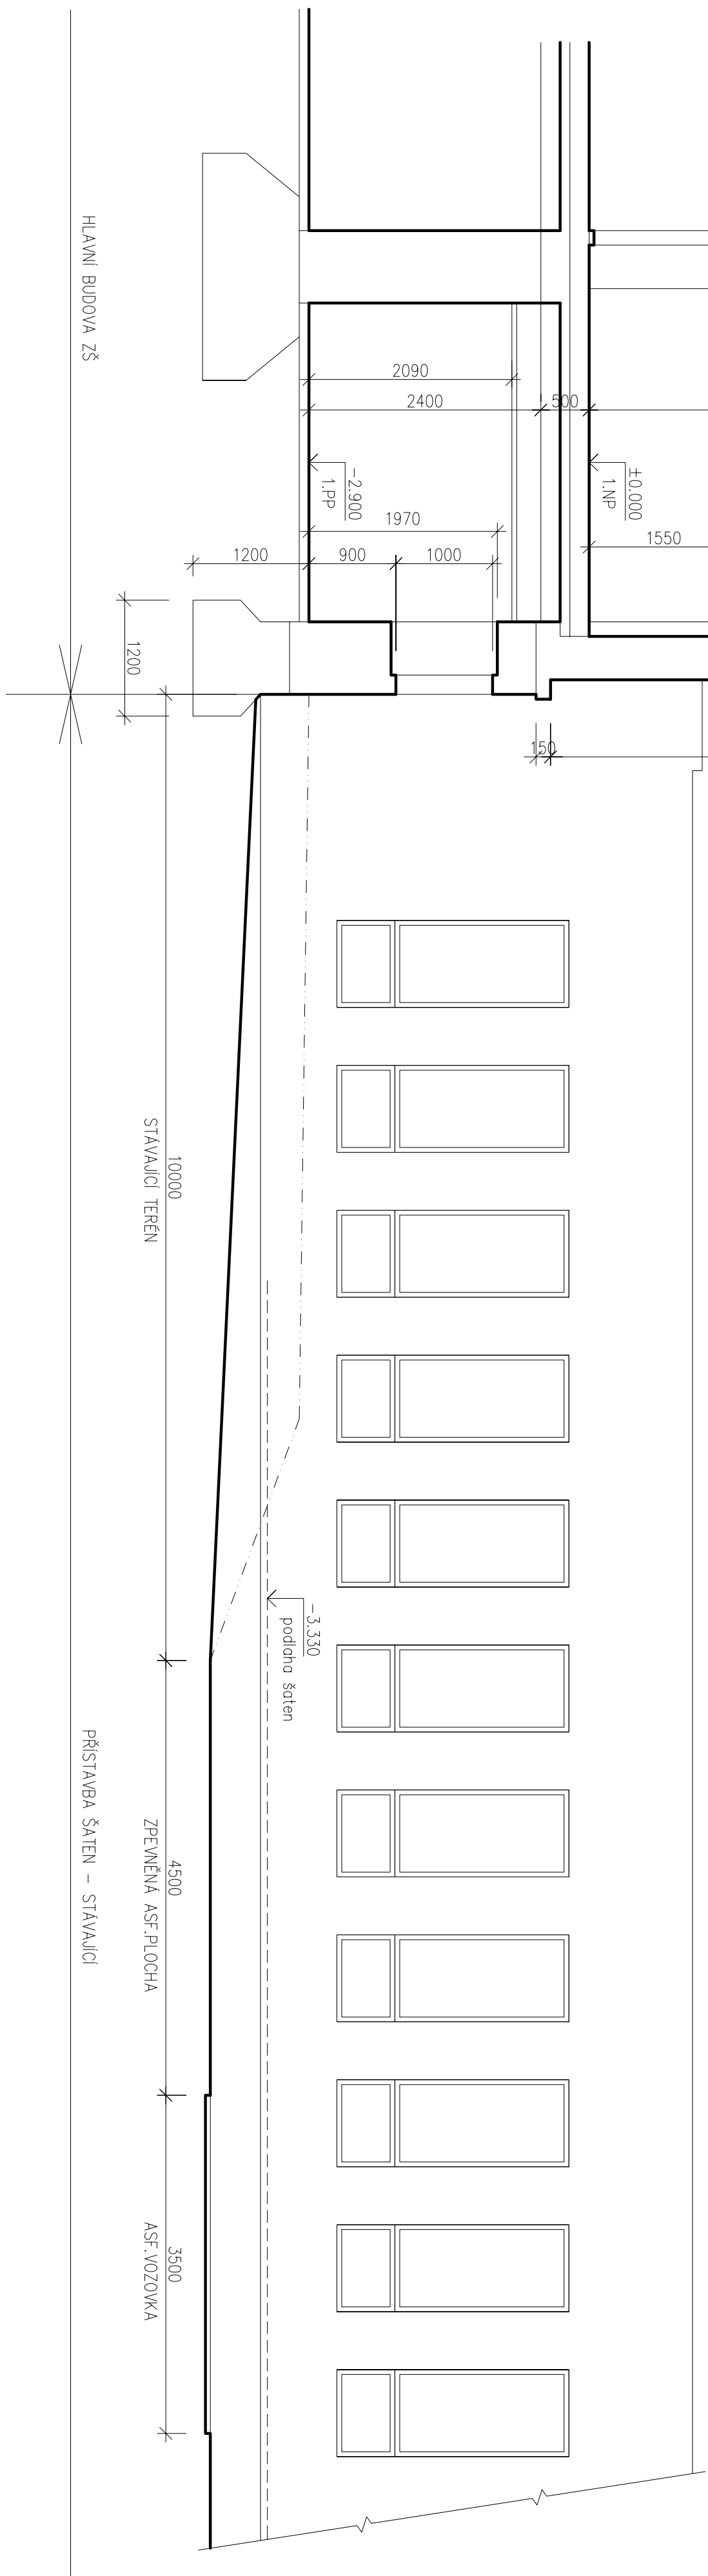 ±0.000
1.NP
1550
2090
2400
500
-2.900
1.PP
1970
1200
900
1000
1200
150
HLAVNÍ BUDOVA ZŠ
10000
STÁVAJÍCÍ TERÉN
-3.330
podlaha šaten
4500
ZPEVNĚNÁ ASF.PLOCHA
PŘÍSTAVBA ŠATEN – STÁVAJÍCÍ
3500
ASF.VOZOVKA